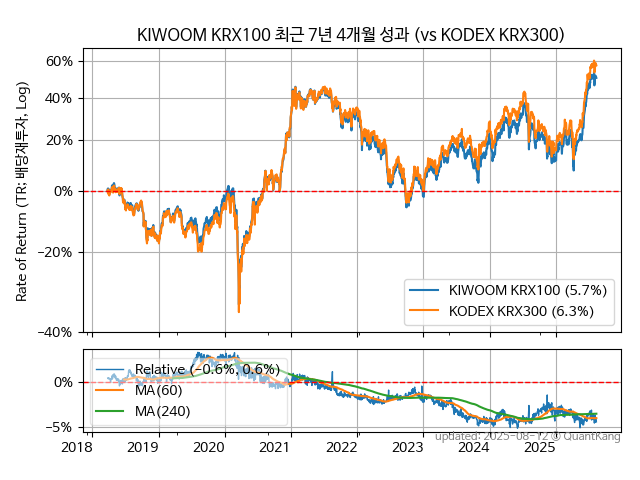 KIWOOM KRX100 최근 7년 4개월 성과 (vs KODEX KRX300)
Rate of Return (TR: 배당재투자, Log)
60%
40%
20%
0%
−20%
−40%
KIWOOM KRX100 (5.7%)
KODEX KRX300 (6.3%)
0%
−5%
Relative (−0.6%, 0.6%)
MA(60)
MA(240)
2018 2019 2020 2021 2022 2023 2024 2025
updated: 2025-08-12 © QuantKang